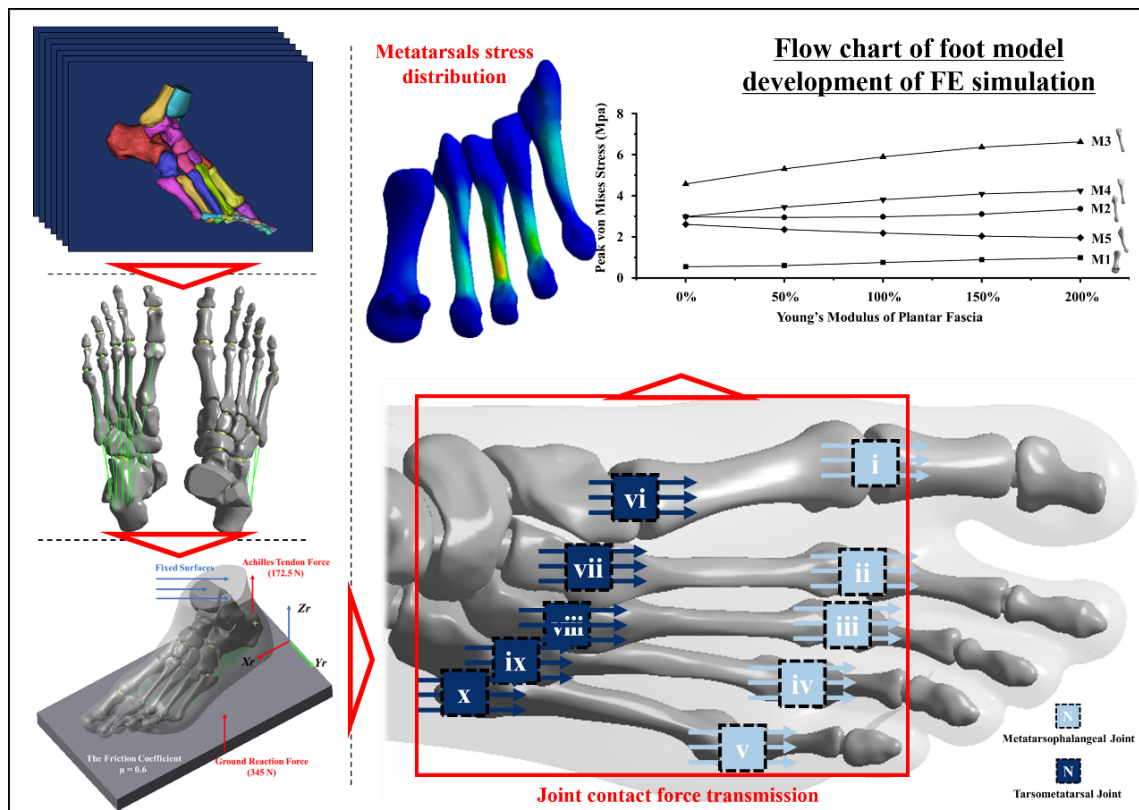 Metatarsals stress
distribution
Flow chart of foot model
development of FE simulation
Peak von Mises Stress (Mpa)
8
6
4
2
0
0%
50%
100%
150%
200%
Young's Modulus of Plantar Fascia
M3
M4
M2
M5
M1
Fixed Surfaces
Achilles Tendon Force
(172.5 N)
Zr
Xr
Yr
The Friction Coefficient
μ = 0.6
Ground Reaction Force
(345 N)
i
vi
vii
ii
viii
iii
ix
iv
x
v
N
Metatarsophalangeal Joint
N
Tarsometatarsal Joint
Joint contact force transmission